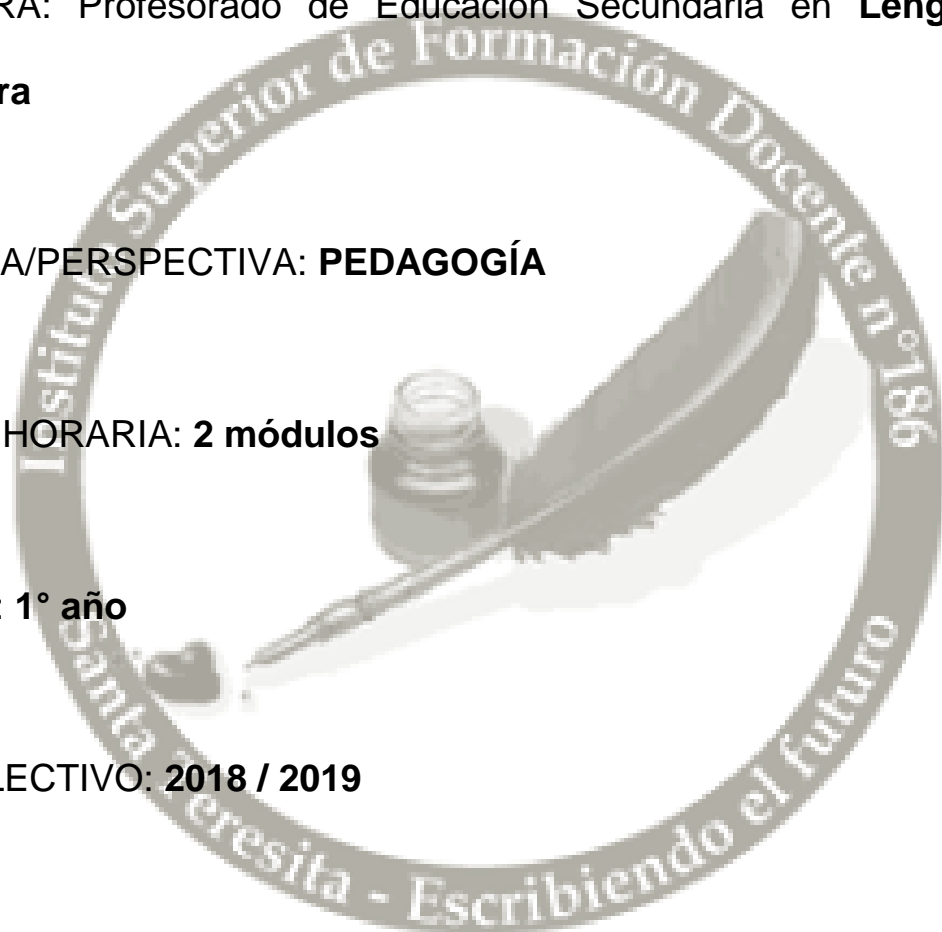 RA: Profesorado de Educación Secundaria en Leng
ra
A/PERSPECTIVA: PEDAGOGÍA
HORARIA: 2 módulos
: 1° año
LECTIVO: 2018 / 2019
Instituto Superior de Formación Docente n°186
Santa Teresita - Escribiendo el futuro